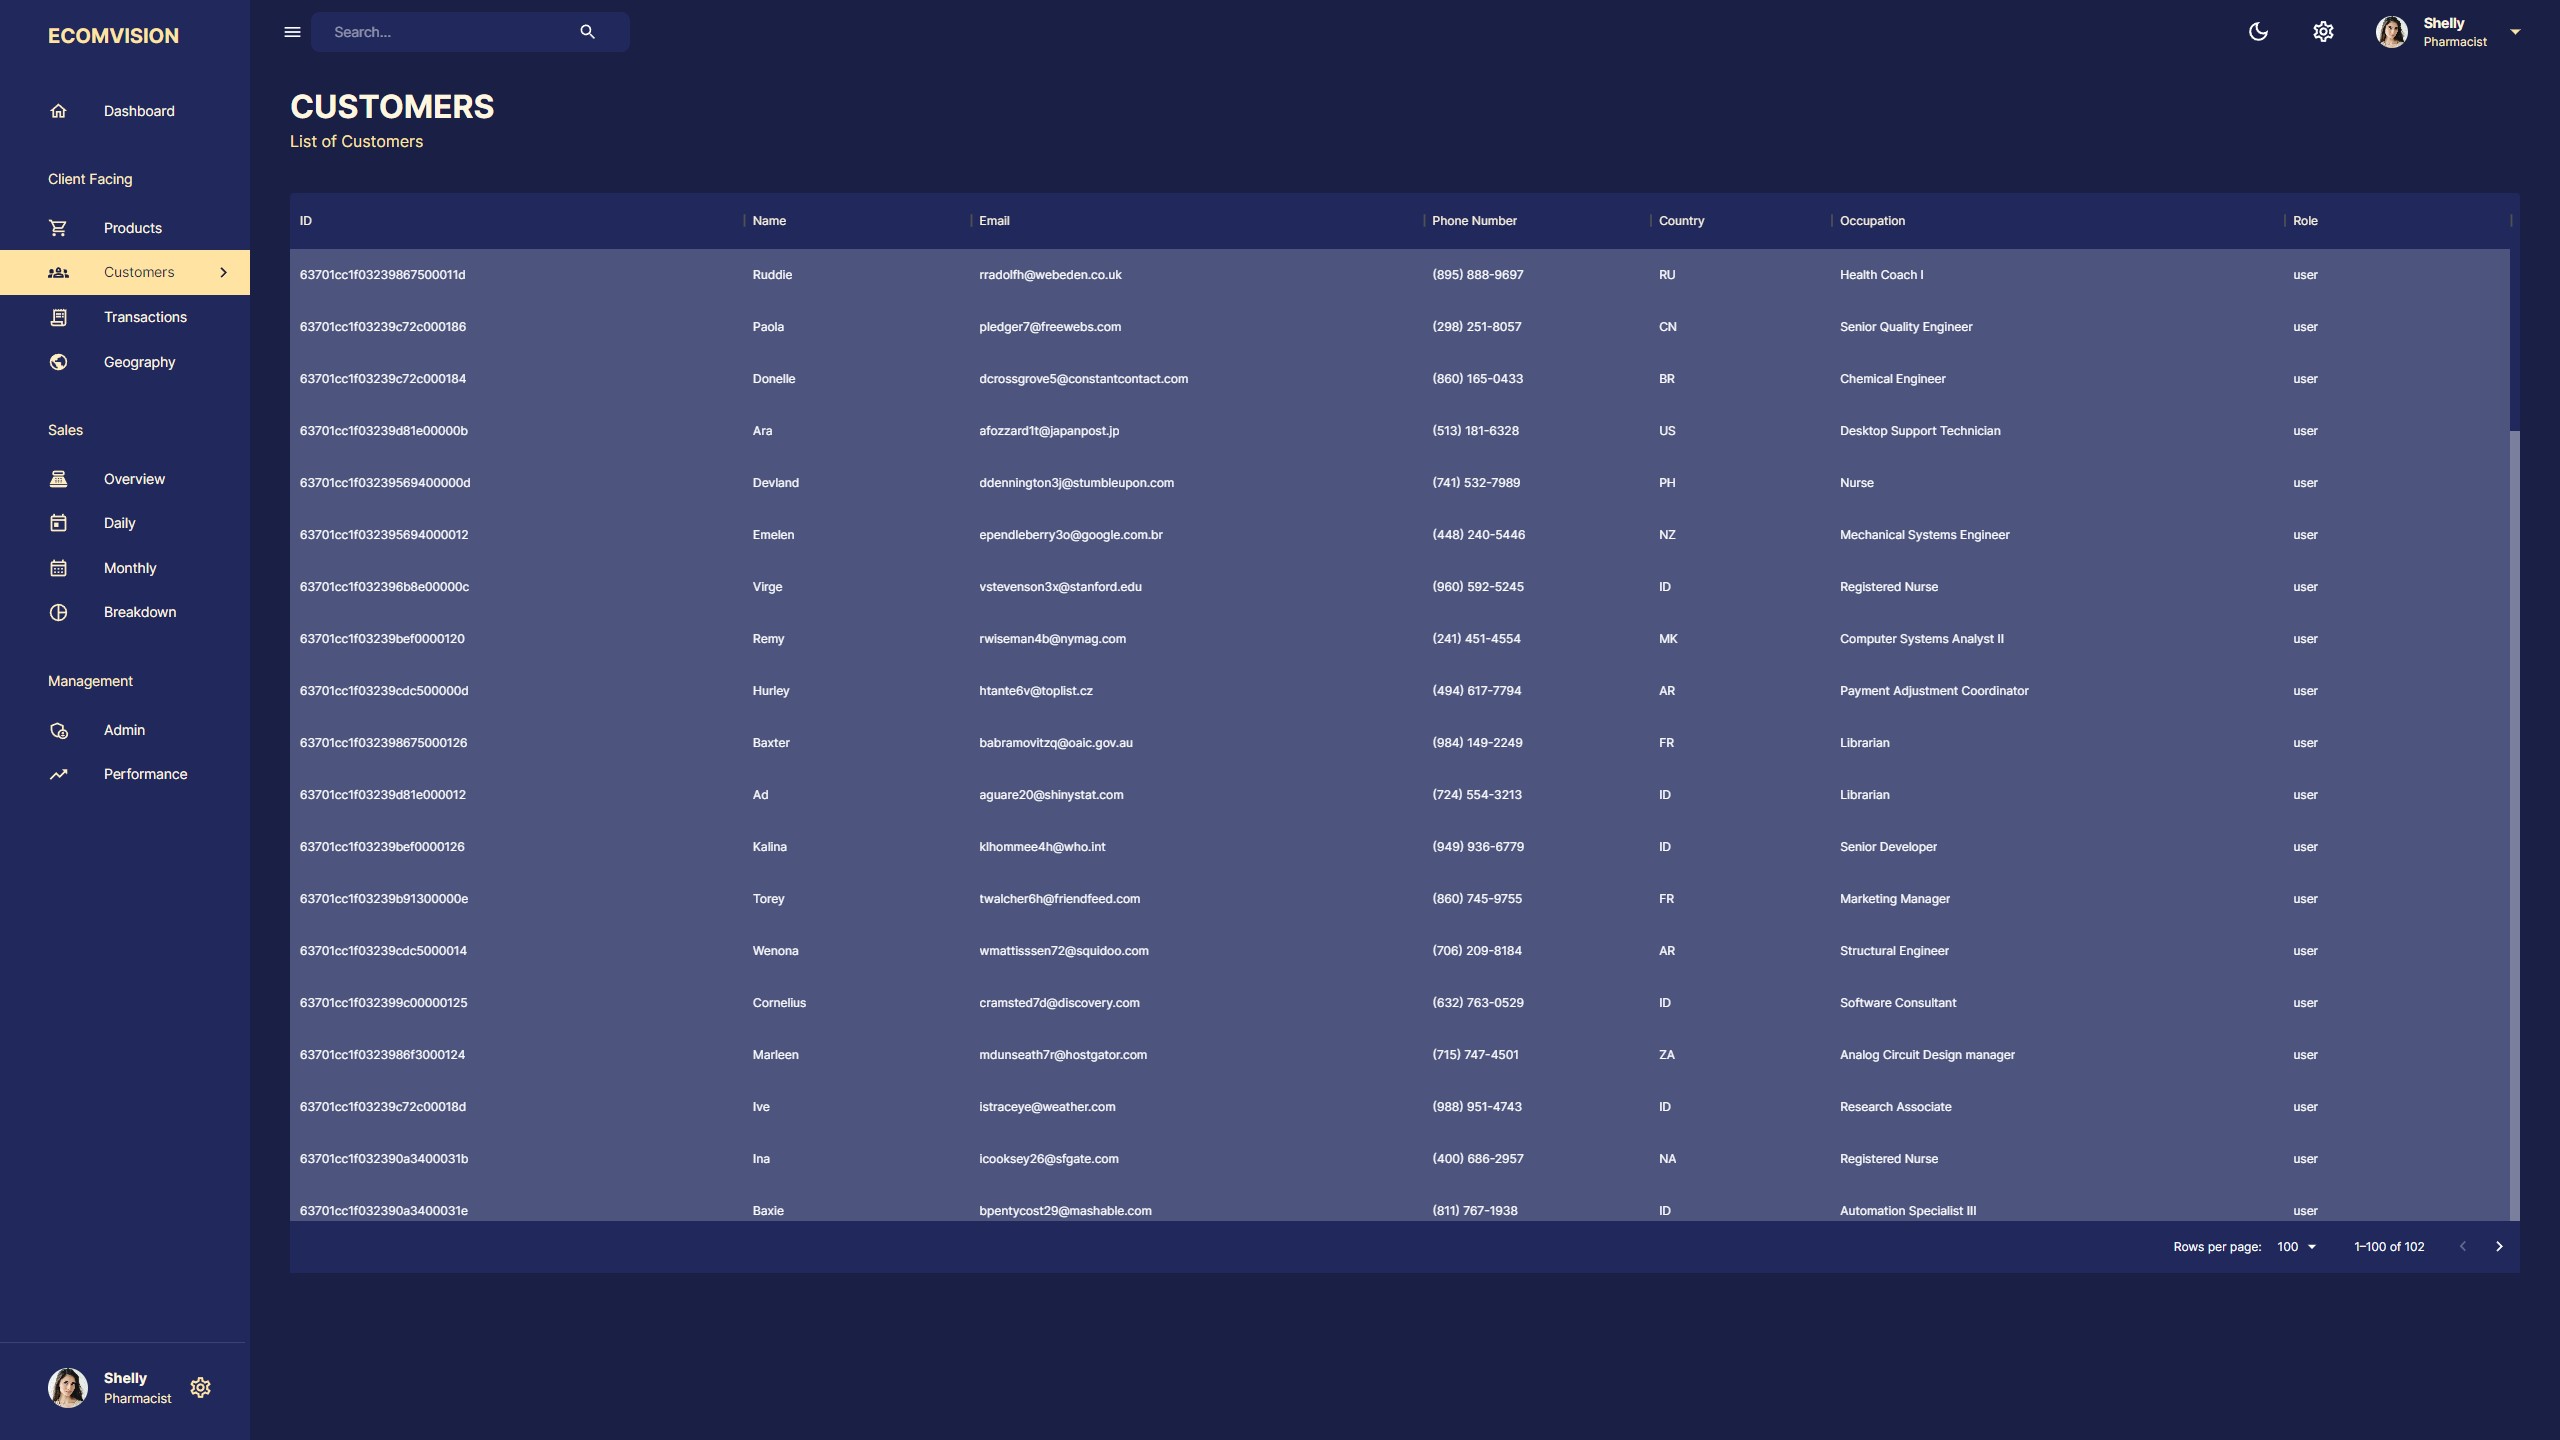 ECOMVISION
Search...
Shelly
Pharmacist
Dashboard
Client Facing
Products
Customers
Transactions
Geography
Sales
Overview
Daily
Monthly
Breakdown
Management
Admin
Performance
Shelly
Pharmacist
CUSTOMERS
List of Customers
ID Name Email Phone Number Country Occupation Role
63701cc1f03239867500011d Ruddie rradolfh@webeden.co.uk (895) 888-9697 RU Health Coach I user
63701cc1f03239c72c000186 Paola pledger7@freewebs.com (298) 251-8057 CN Senior Quality Engineer user
63701cc1f03239c72c000184 Donelle dcrossgrove5@constantcontact.com (860) 165-0433 BR Chemical Engineer user
63701cc1f03239d81e00000b Ara afozzard1t@japanpost.jp (513) 181-6328 US Desktop Support Technician user
63701cc1f03239569400000d Devland ddennington3j@stumbleupon.com (741) 532-7989 PH Nurse user
63701cc1f032395694000012 Emelen ependleberry3o@google.com.br (448) 240-5446 NZ Mechanical Systems Engineer user
63701cc1f032396b8e00000c Virge vstevenson3x@stanford.edu (960) 592-5245 ID Registered Nurse user
63701cc1f03239bef0000120 Remy rwiseman4b@nymag.com (241) 451-4554 MK Computer Systems Analyst II user
63701cc1f03239cdc500000d Hurley htante6v@toplist.cz (494) 617-7794 AR Payment Adjustment Coordinator user
63701cc1f032398675000126 Baxter babramovitzq@oaic.gov.au (984) 149-2249 FR Librarian user
63701cc1f03239d81e000012 Ad aguare20@shinystat.com (724) 554-3213 ID Librarian user
63701cc1f03239bef0000126 Kalina klhommee4h@who.int (949) 936-6779 ID Senior Developer user
63701cc1f03239b91300000e Torey twalcher6h@friendfeed.com (860) 745-9755 FR Marketing Manager user
63701cc1f03239cdc5000014 Wenona wmattisssen72@squidoo.com (706) 209-8184 AR Structural Engineer user
63701cc1f032399c00000125 Cornelius cramsted7d@discovery.com (632) 763-0529 ID Software Consultant user
63701cc1f0323986f3000124 Marleen mdunseath7r@hostgator.com (715) 747-4501 ZA Analog Circuit Design manager user
63701cc1f03239c72c00018d Ive istraceye@weather.com (988) 951-4743 ID Research Associate user
63701cc1f032390a3400031b Ina icooksey26@sfgate.com (400) 686-2957 NA Registered Nurse user
63701cc1f032390a3400031e Baxie bpentycost29@mashable.com (811) 767-1938 ID Automation Specialist III user
Rows per page: 100 1–100 of 102